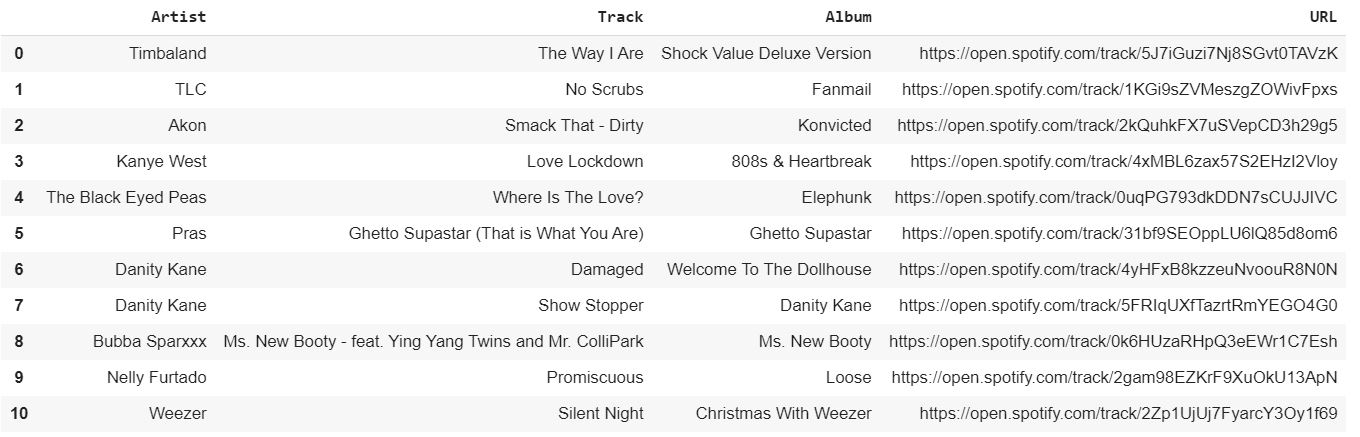 Artist Track Album URL
0 Timbaland The Way I Are Shock Value Deluxe Version https://open.spotify.com/track/5J7iGuzi7Nj8SGvt0TAVzK
1 TLC No Scrubs Fanmail https://open.spotify.com/track/1KGi9sZVMeszgZOWivFpxs
2 Akon Smack That - Dirty Konvicted https://open.spotify.com/track/2kQuhkFX7uSVepCD3h29g5
3 Kanye West Love Lockdown 808s & Heartbreak https://open.spotify.com/track/4xMBL6zax57S2EHzI2Vloy
4 The Black Eyed Peas Where Is The Love? Elephunk https://open.spotify.com/track/0uqPG793dkDDN7sCUJJIVC
5 Pras Ghetto Supastar (That is What You Are) Ghetto Supastar https://open.spotify.com/track/31bf9SEOppLU6lQ85d8om6
6 Danity Kane Damaged Welcome To The Dollhouse https://open.spotify.com/track/4yHFxB8kzzeuNvoouR8N0N
7 Danity Kane Show Stopper Danity Kane https://open.spotify.com/track/5FRIqUXfTazrtRmYEGO4G0
8 Bubba Sparxxx Ms. New Booty - feat. Ying Yang Twins and Mr. ColliPark Ms. New Booty https://open.spotify.com/track/0k6HUzaRHpQ3eEWr1C7Esh
9 Nelly Furtado Promiscuous Loose https://open.spotify.com/track/2gam98EZKrF9XuOkU13ApN
10 Weezer Silent Night Christmas With Weezer https://open.spotify.com/track/2Zp1UjUj7FyarcY3Oy1f69